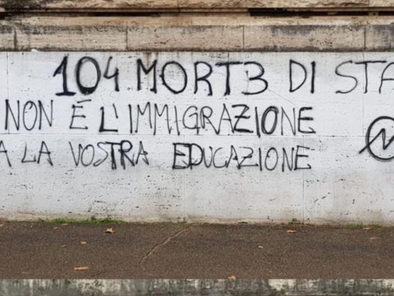 104 MORT3 DI STA
NON É L'IMMIGRAZIONE
A LA VOSTRA EDUCAZIONE